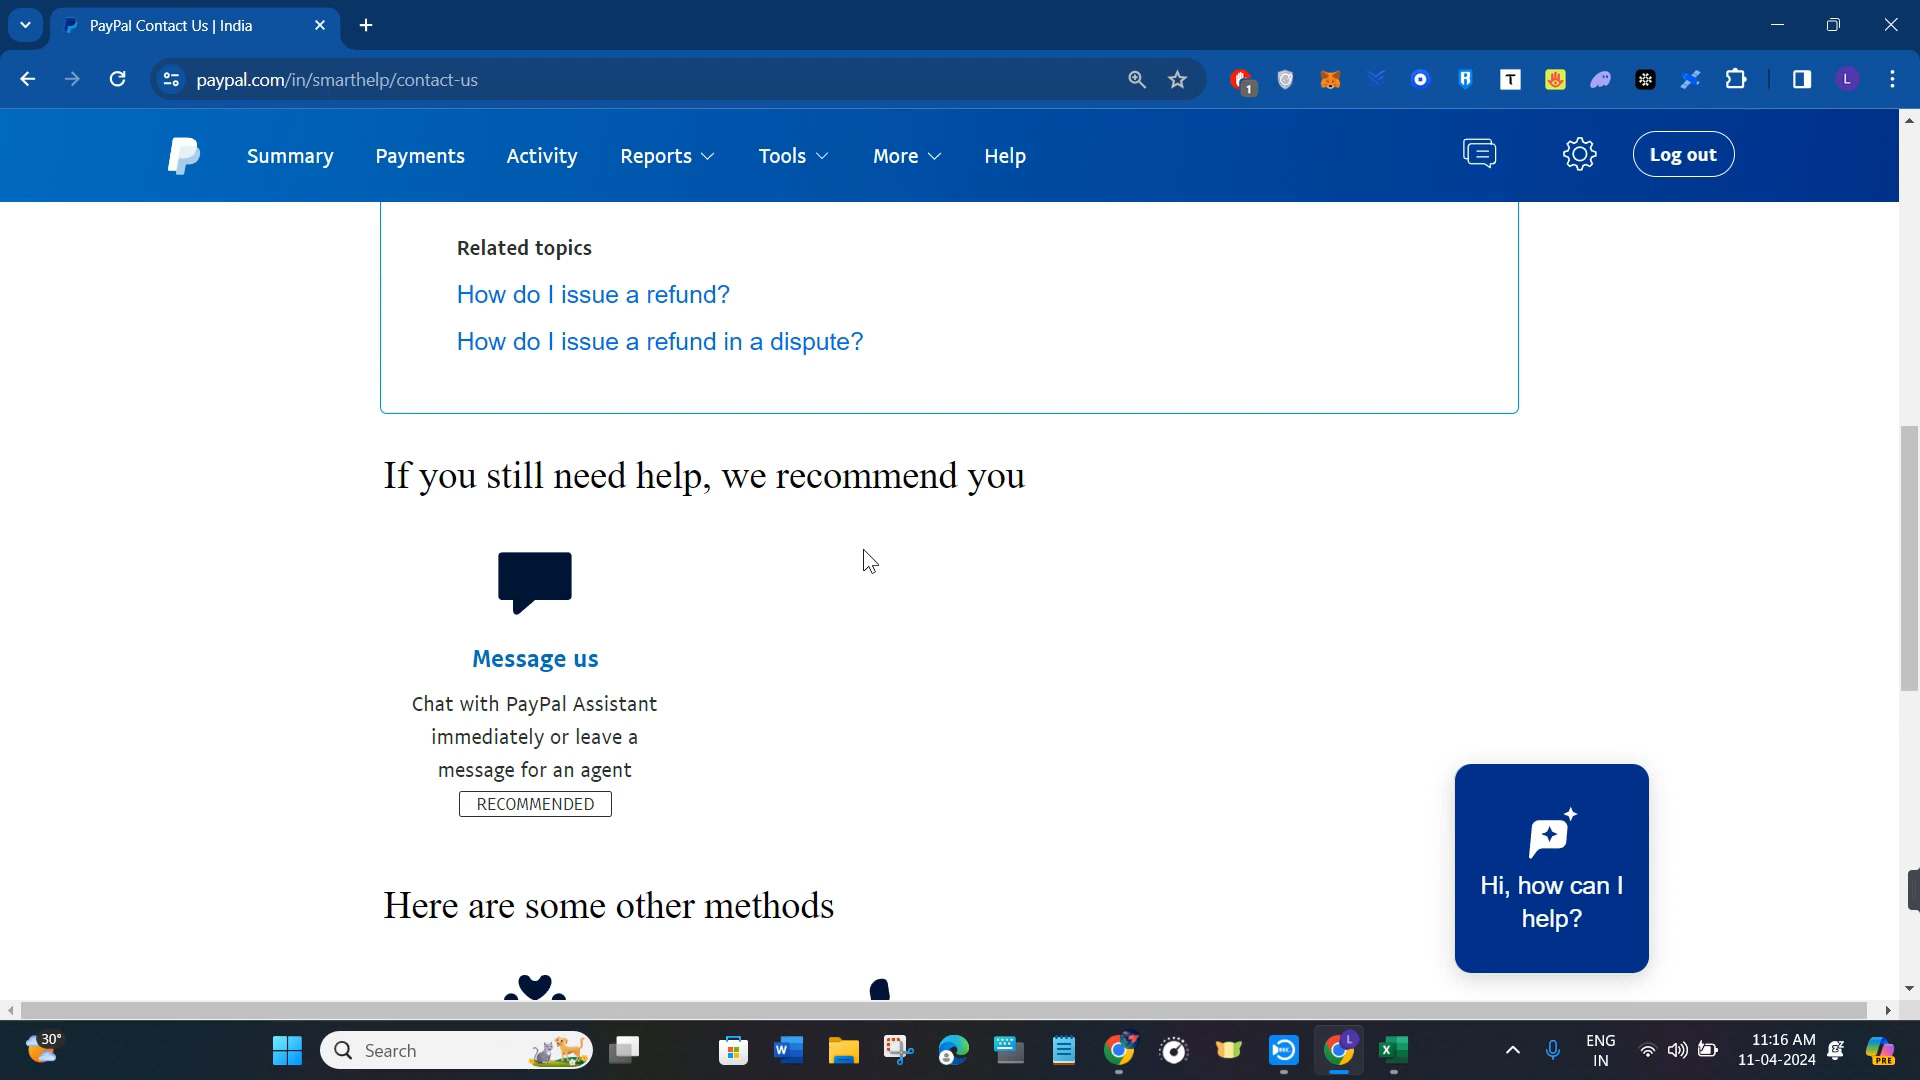 PayPal Contact Us | India
paypal.com/in/smarthelp/contact-us
1
T
L
Summary
Payments
Activity
Reports
Tools
More
Help
Log out
Related topics
How do I issue a refund?
How do I issue a refund in a dispute?
If you still need help, we recommend you
Message us
Chat with PayPal Assistant
immediately or leave a
message for an agent
RECOMMENDED
Here are some other methods
Hi, how can I
help?
30°
Search
W
L
X
ENG
IN
11:16 AM
11-04-2024
PRE